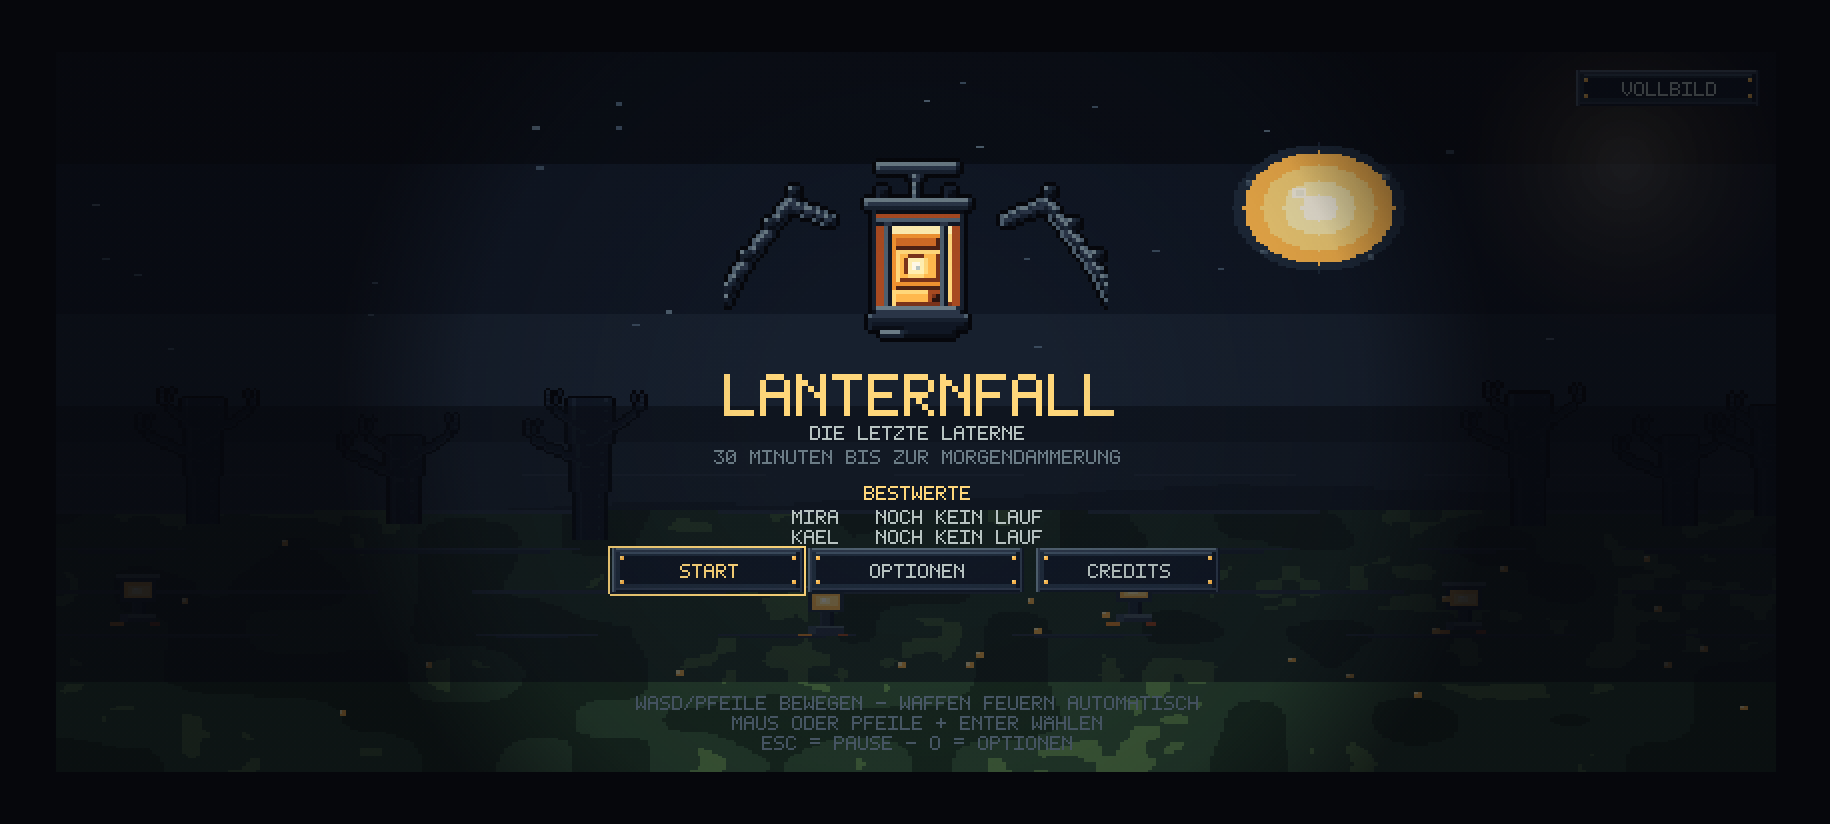 VOLLBILD
LANTERNFALL
DIE LETZTE LATERNE
30 MINUTEN BIS ZUR MORGENDAMMERUNG
BESTWERTE
MIRA NOCH KEIN LAUF
KAEL NOCH KEIN LAUF
START OPTIONEN CREDITS
WASD/PFEILE BEWEGEN - WAFFEN FEUERN AUTOMATISCH
MAUS ODER PFEILE + ENTER WÄHLEN
ESC = PAUSE - O = OPTIONEN